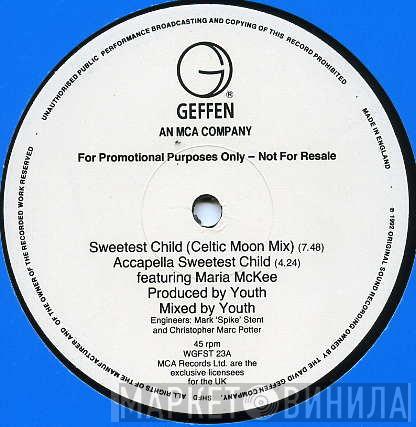 UNAUTHORISED PUBLIC PERFORMANCE BROADCASTING AND COPYING OF THIS RECORD PROHIBITED
MADE IN ENGLAND
G
®
GEFFEN
AN MCA COMPANY
For Promotional Purposes Only – Not For Resale
Sweetest Child (Celtic Moon Mix) (7.48)
Accapella Sweetest Child (4.24)
featuring Maria McKee
Produced by Youth
Mixed by Youth
Engineers: Mark 'Spike' Stent
and Christopher Marc Potter
45 rpm
WGFST 23A
MCA Records Ltd. are the
exclusive licensees
for the UK
℗ 1992 ORIGINAL SOUND RECORDING OWNED BY THE DAVID GEFFEN COMPANY.
SHFD
ALL RIGHTS OF THE MANUFACTURER AND OF THE OWNER OF THE RECORDED WORK RESERVED
МАРКЕТ ВИНИЛА